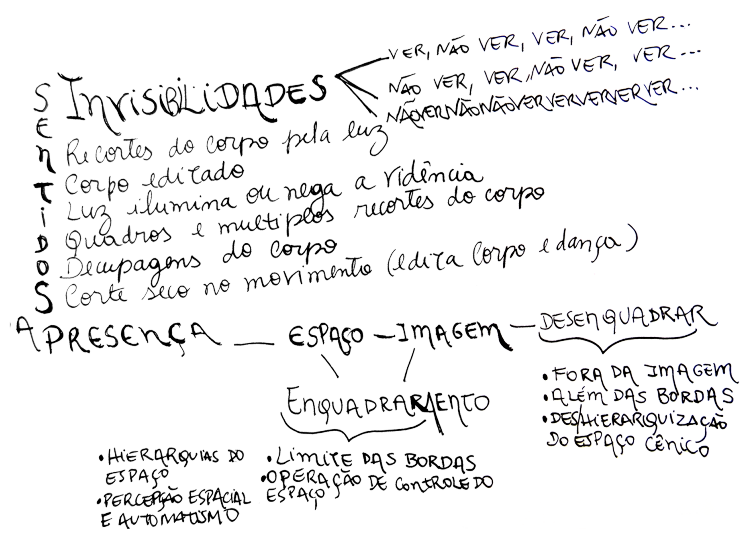 SENTIDOS
INVISIBILIDADES
VER, NÃO VER, VER, NÃO VER...
NÃO VER, VER, NÃO VER, VER...
NÃOVERNÃONÃOVERVERVERVERVER...
Recortes do corpo pela luz
Corpo editado
Luz ilumina ou nega a vidência
Quadros e multiplos recortes do corpo
Decupagens do corpo
Corte seco no movimento (edita corpo e dança)
APRESENÇA — ESPAÇO — IMAGEM — DESENQUADRAR
ENQUADRAMENTO
• FORA DA IMAGEM
• ALÉM DAS BORDAS
• DESHIERARQUIZAÇÃO
DO ESPAÇO CÊNICO
• HIERARQUIAS DO
ESPAÇO
• PERCEPÇÃO ESPACIAL
E AUTOMATISMO
• LIMITE DAS BORDAS
• OPERAÇÃO DE CONTROLE DO
ESPAÇO